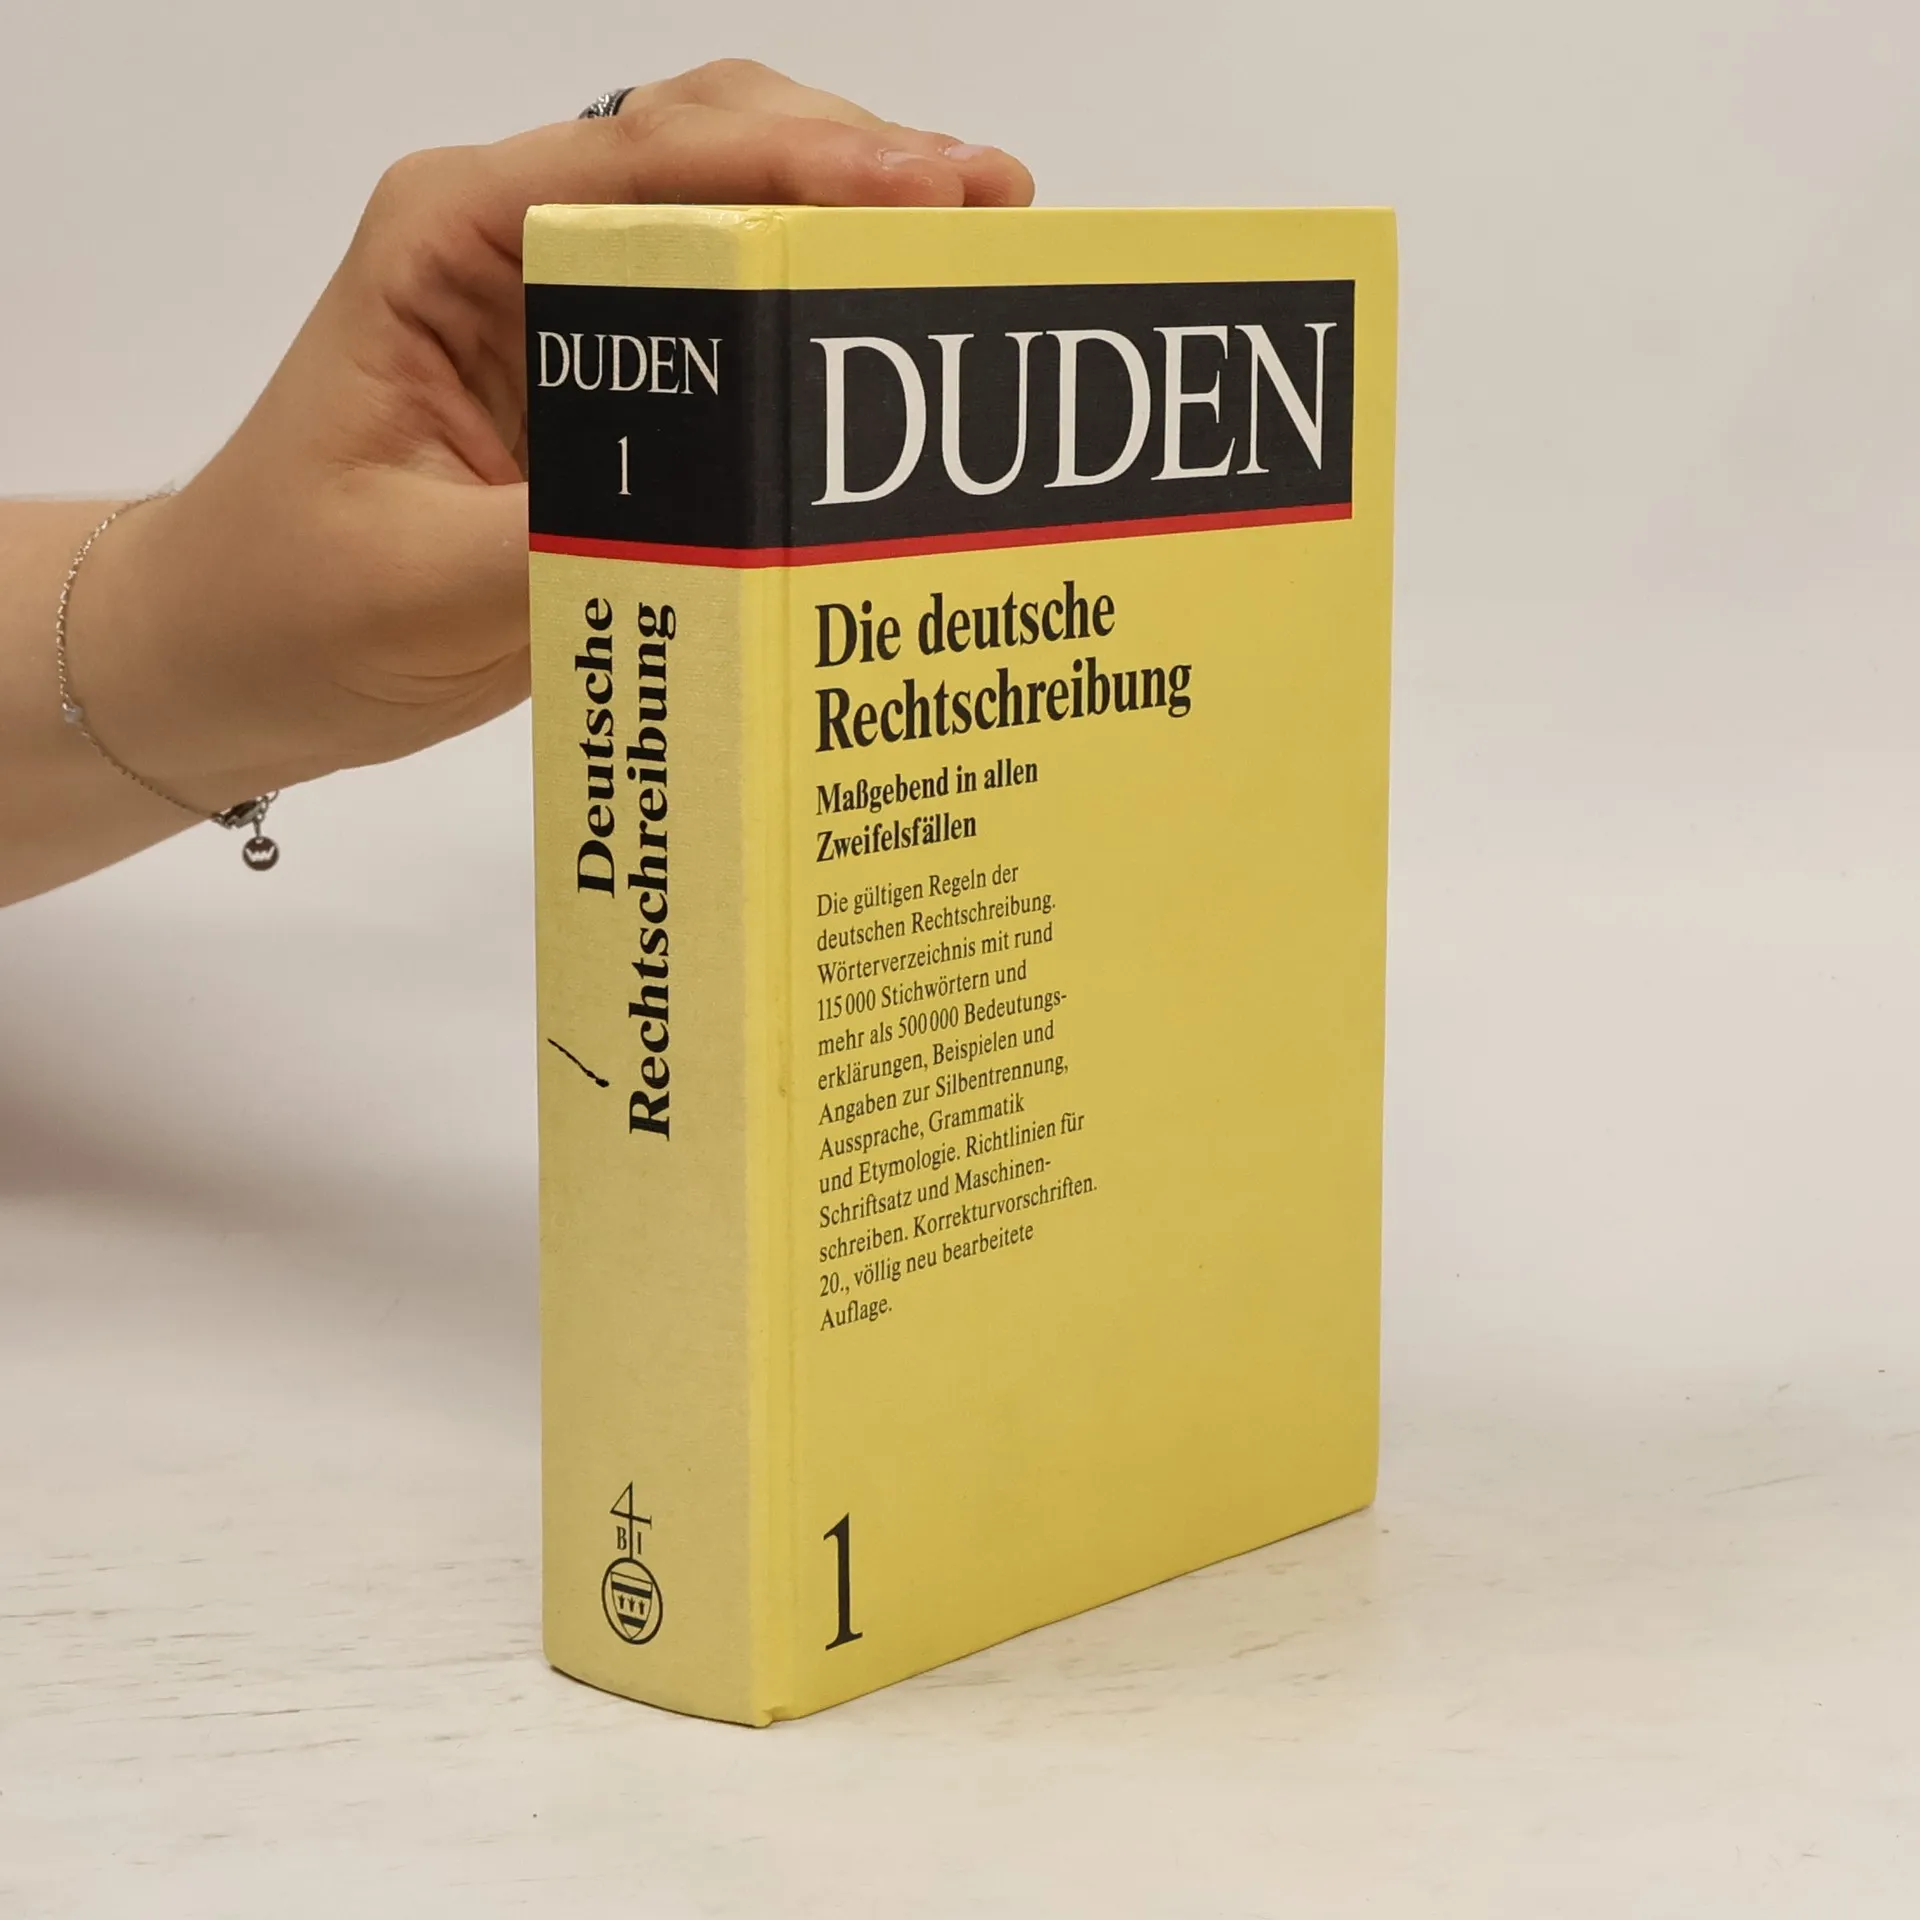 DUDEN
1
Deutsche
Rechtschreibung
B I
DUDEN
Die deutsche
Rechtschreibung
Maßgebend in allen
Zweifelsfällen
Die gültigen Regeln der
deutschen Rechtschreibung.
Wörterverzeichnis mit rund
115 000 Stichwörtern und
mehr als 500 000 Bedeutungs-
erklärungen, Beispielen und
Angaben zur Silbentrennung,
Aussprache, Grammatik
und Etymologie. Richtlinien für
Schriftsatz und Maschinen-
schreiben. Korrekturvorschriften.
20., völlig neu bearbeitete
Auflage.
1